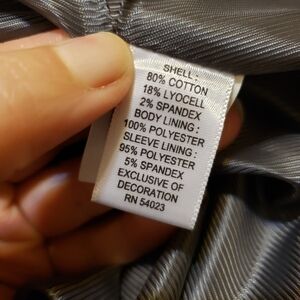 SHELL :
80% COTTON
18% LYOCELL
2% SPANDEX
BODY LINING :
100% POLYESTER
SLEEVE LINING :
95% POLYESTER
5% SPANDEX
EXCLUSIVE OF
DECORATION
RN 54023